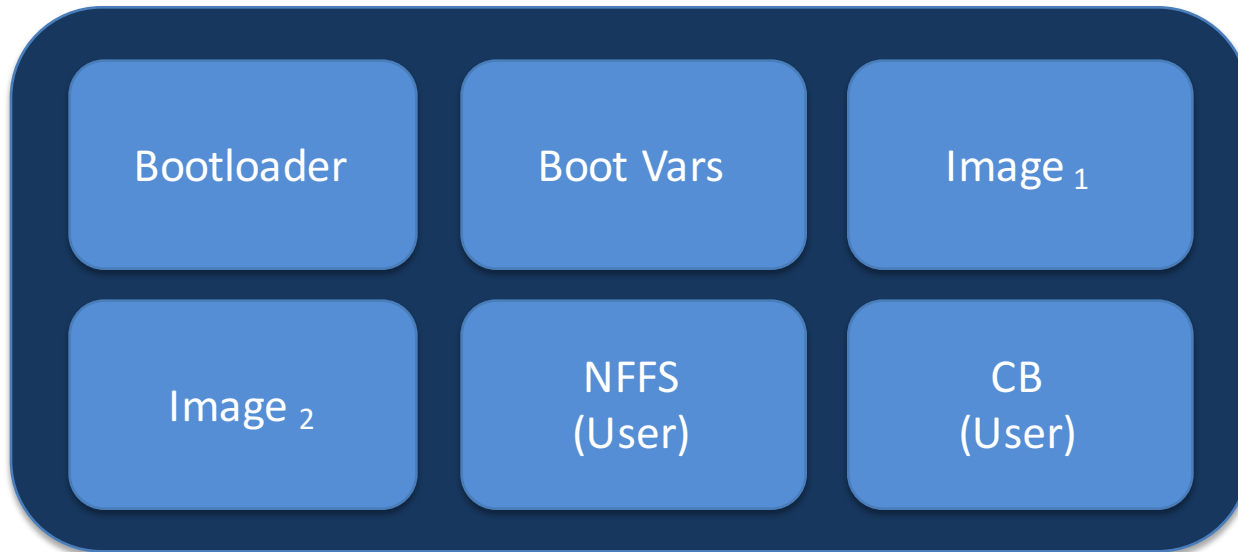 Bootloader
Boot Vars
Image 1
Image 2
NFFS
(User)
CB
(User)